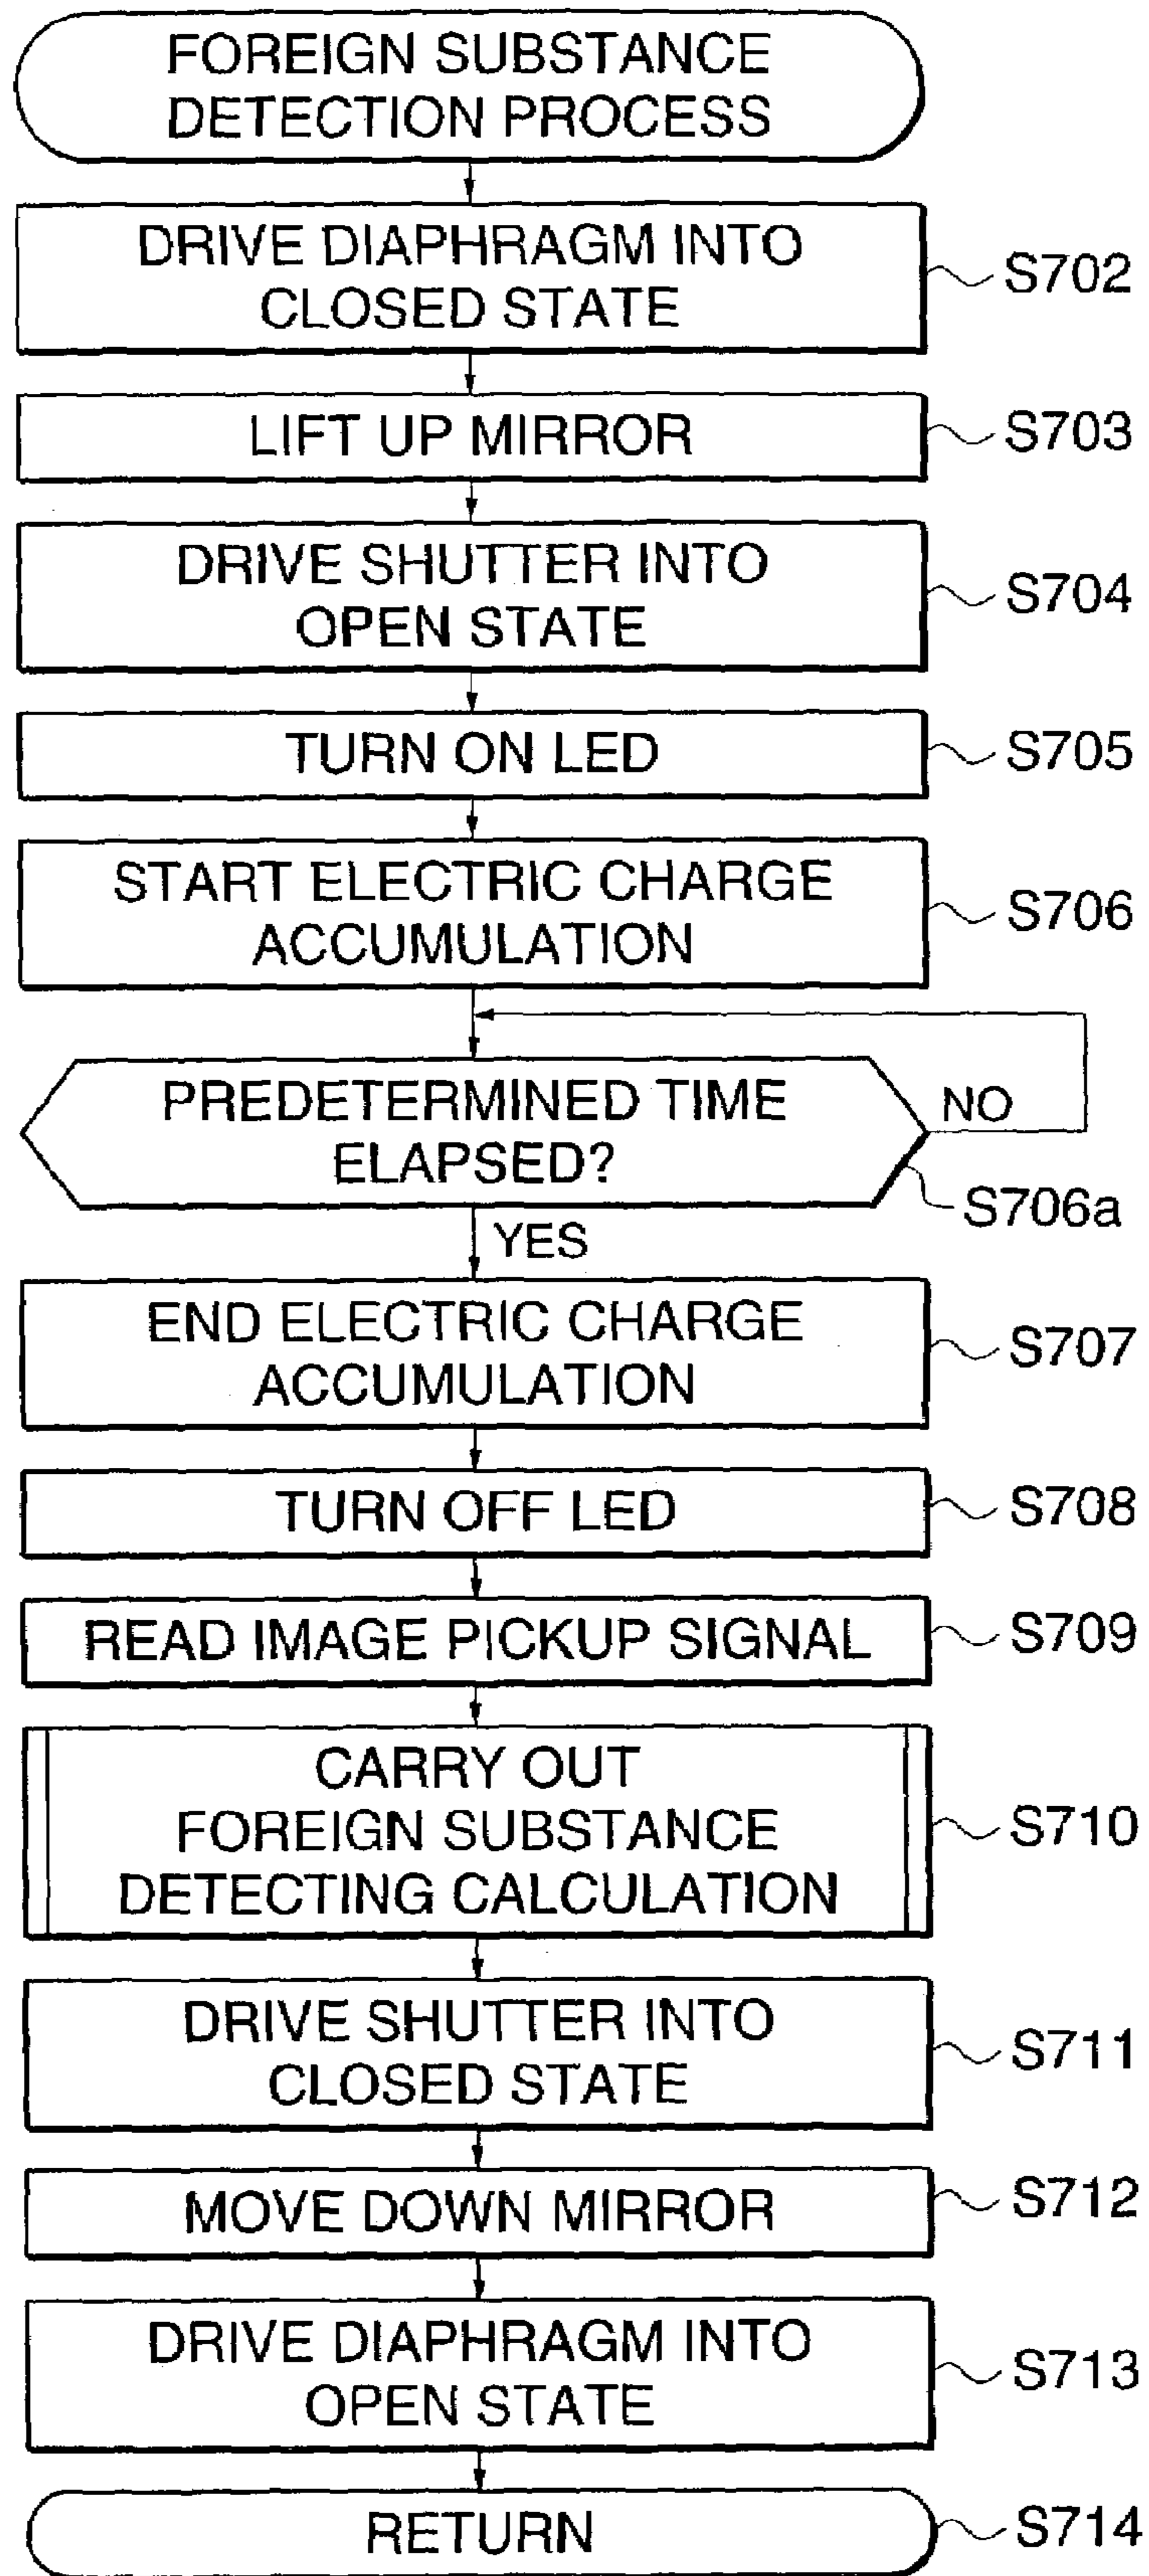 FOREIGN SUBSTANCE
DETECTION PROCESS
DRIVE DIAPHRAGM INTO
CLOSED STATE
S702
LIFT UP MIRROR
S703
DRIVE SHUTTER INTO
OPEN STATE
S704
TURN ON LED
S705
START ELECTRIC CHARGE
ACCUMULATION
S706
PREDETERMINED TIME
ELAPSED?
NO
S706a
YES
END ELECTRIC CHARGE
ACCUMULATION
S707
TURN OFF LED
S708
READ IMAGE PICKUP SIGNAL
S709
CARRY OUT
FOREIGN SUBSTANCE
DETECTING CALCULATION
S710
DRIVE SHUTTER INTO
CLOSED STATE
S711
MOVE DOWN MIRROR
S712
DRIVE DIAPHRAGM INTO
OPEN STATE
S713
RETURN
S714